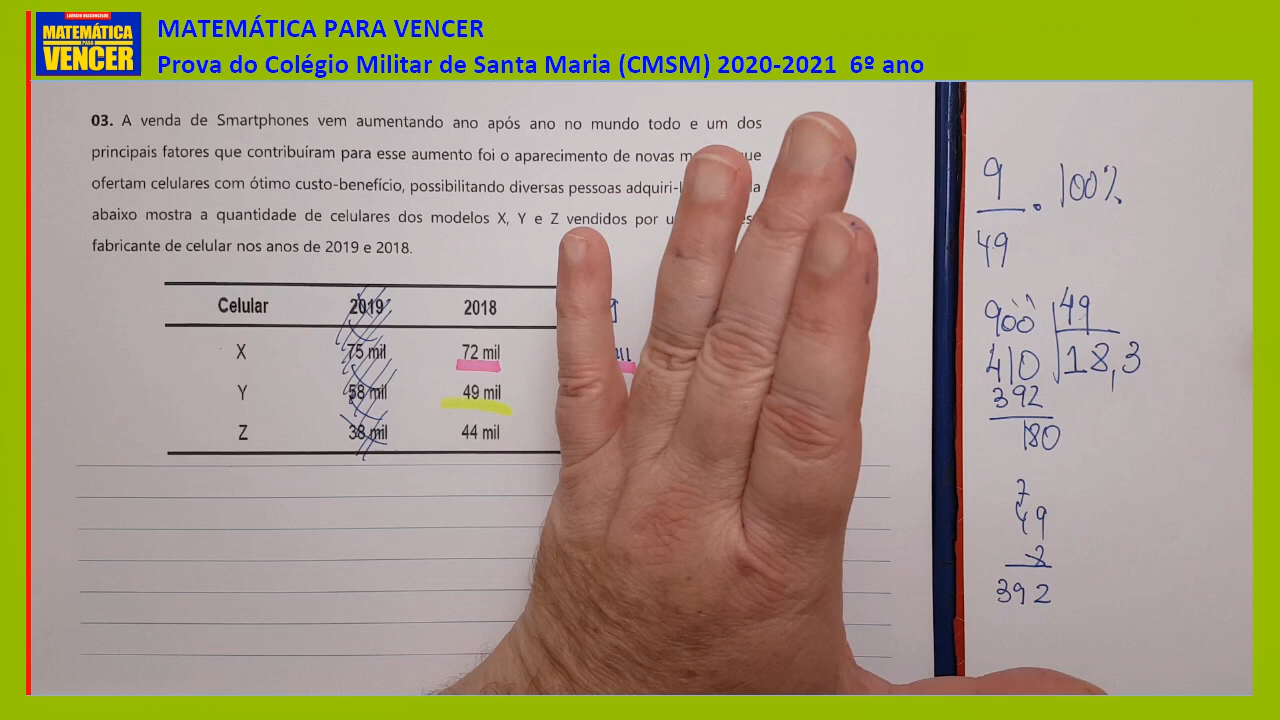 LAÉRCIO VASCONCELOS
MATEMÁTICA
PARA
VENCER
MATEMÁTICA PARA VENCER
Prova do Colégio Militar de Santa Maria (CMSM) 2020-2021 6º ano
03. A venda de Smartphones vem aumentando ano após ano no mundo todo e um dos
principais fatores que contribuíram para esse aumento foi o aparecimento de novas
ofertam celulares com ótimo custo-benefício, possibilitando diversas pessoas
abaixo mostra a quantidade de celulares dos modelos X, Y e Z vendidos por
fabricante de celular nos anos de 2019 e 2018.
Celular 2019 2018
X 75 mil 72 mil
Y 58 mil 49 mil
Z 38 mil 44 mil
9
. 100%
49
900 49
410 18,3
392
180
7
49
8
392